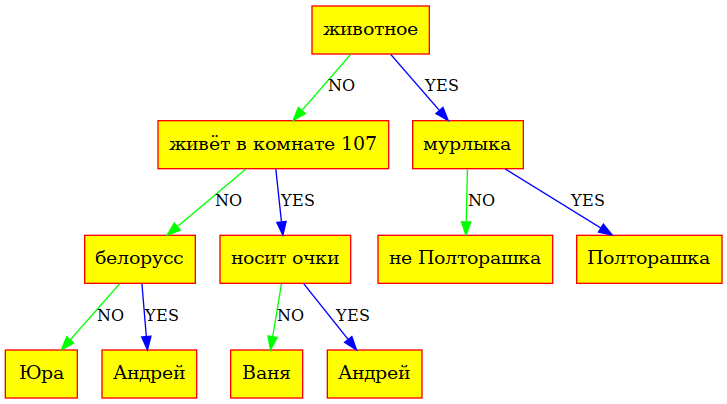 животное
NO
YES
живёт в комнате 107
мурлыка
NO
YES
NO
YES
белорусс
носит очки
не Полторашка
Полторашка
NO
YES
NO
YES
Юра
Андрей
Ваня
Андрей